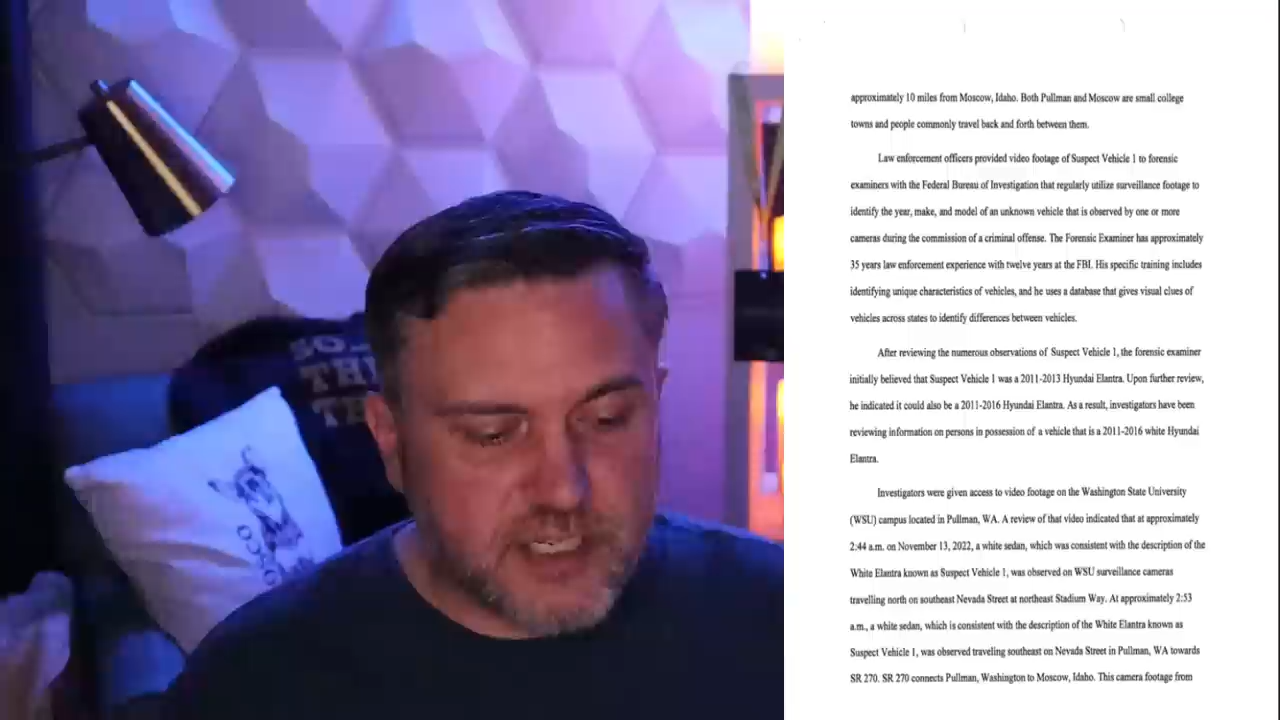 SO
approximately 10 miles from Moscow, Idaho. Both Pullman and Moscow are small college
towns and people commonly travel back and forth between them.
Law enforcement officers provided video footage of Suspect Vehicle 1 to forensic
examiners with the Federal Bureau of Investigation that regularly utilize surveillance footage to
identify the year, make, and model of an unknown vehicle that is observed by one or more
cameras during the commission of a criminal offense. The Forensic Examiner has approximately
35 years law enforcement experience with twelve years at the FBI. His specific training includes
identifying unique characteristics of vehicles, and he uses a database that gives visual clues of
vehicles across states to identify differences between vehicles.
After reviewing the numerous observations of Suspect Vehicle 1, the forensic examiner
initially believed that Suspect Vehicle 1 was a 2011-2013 Hyundai Elantra. Upon further review,
he indicated it could also be a 2011-2016 Hyundai Elantra. As a result, investigators have been
reviewing information on persons in possession of a vehicle that is a 2011-2016 white Hyundai
Elantra.
Investigators were given access to video footage on the Washington State University
(WSU) campus located in Pullman, WA. A review of that video indicated that at approximately
2:44 a.m. on November 13, 2022, a white sedan, which was consistent with the description of the
White Elantra known as Suspect Vehicle 1, was observed on WSU surveillance cameras
travelling north on southeast Nevada Street at northeast Stadium Way. At approximately 2:53
a.m., a white sedan, which is consistent with the description of the White Elantra known as
Suspect Vehicle 1, was observed traveling southeast on Nevada Street in Pullman, WA towards
SR 270. SR 270 connects Pullman, Washington to Moscow, Idaho. This camera footage from